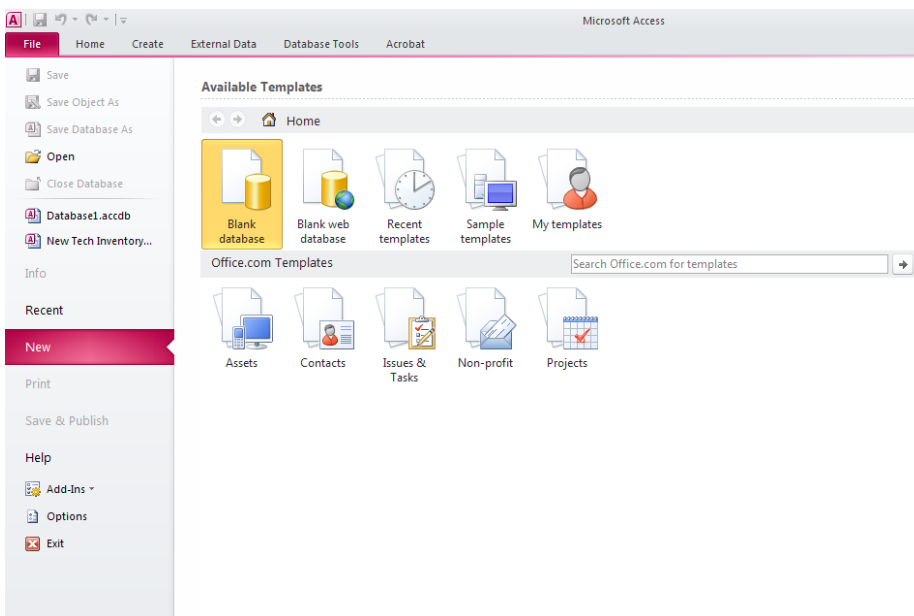 A
Microsoft Access
File Home Create External Data Database Tools Acrobat
Save
Save Object As
Save Database As
Open
Close Database
Database1.accdb
New Tech Inventory...
Info
Recent
New
Print
Save & Publish
Help
Add-Ins
Options
Exit
Available Templates
Home
Blank
database
Blank web
database
Recent
templates
Sample
templates
My templates
Office.com Templates
Search Office.com for templates
Assets
Contacts
Issues &
Tasks
Non-profit
Projects